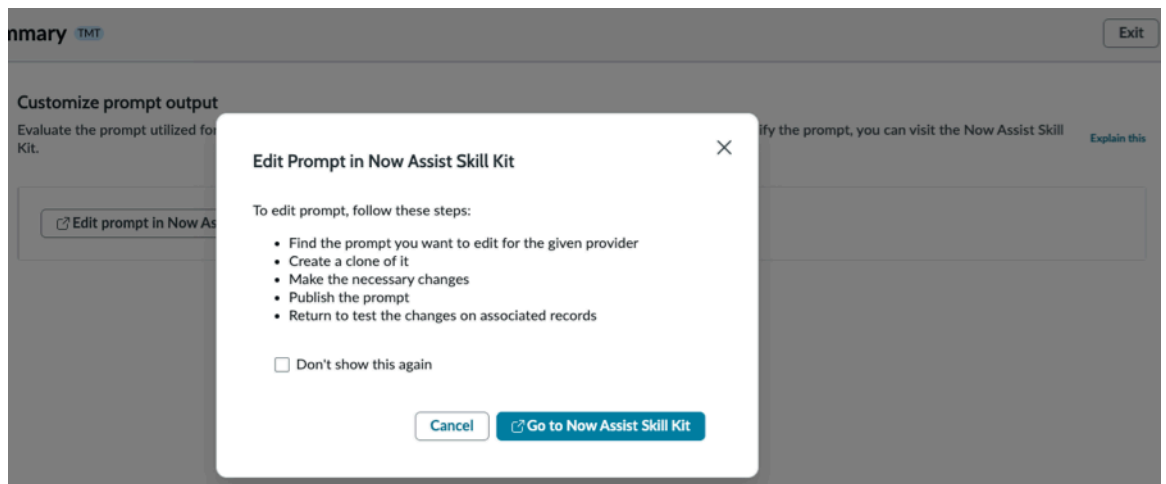 mmary TMT
Exit
Customize prompt output
Evaluate the prompt utilized for
ify the prompt, you can visit the Now Assist Skill
Kit.
Explain this
Edit prompt in Now As
Edit Prompt in Now Assist Skill Kit
To edit prompt, follow these steps:
• Find the prompt you want to edit for the given provider
• Create a clone of it
• Make the necessary changes
• Publish the prompt
• Return to test the changes on associated records
Don't show this again
Cancel
Go to Now Assist Skill Kit